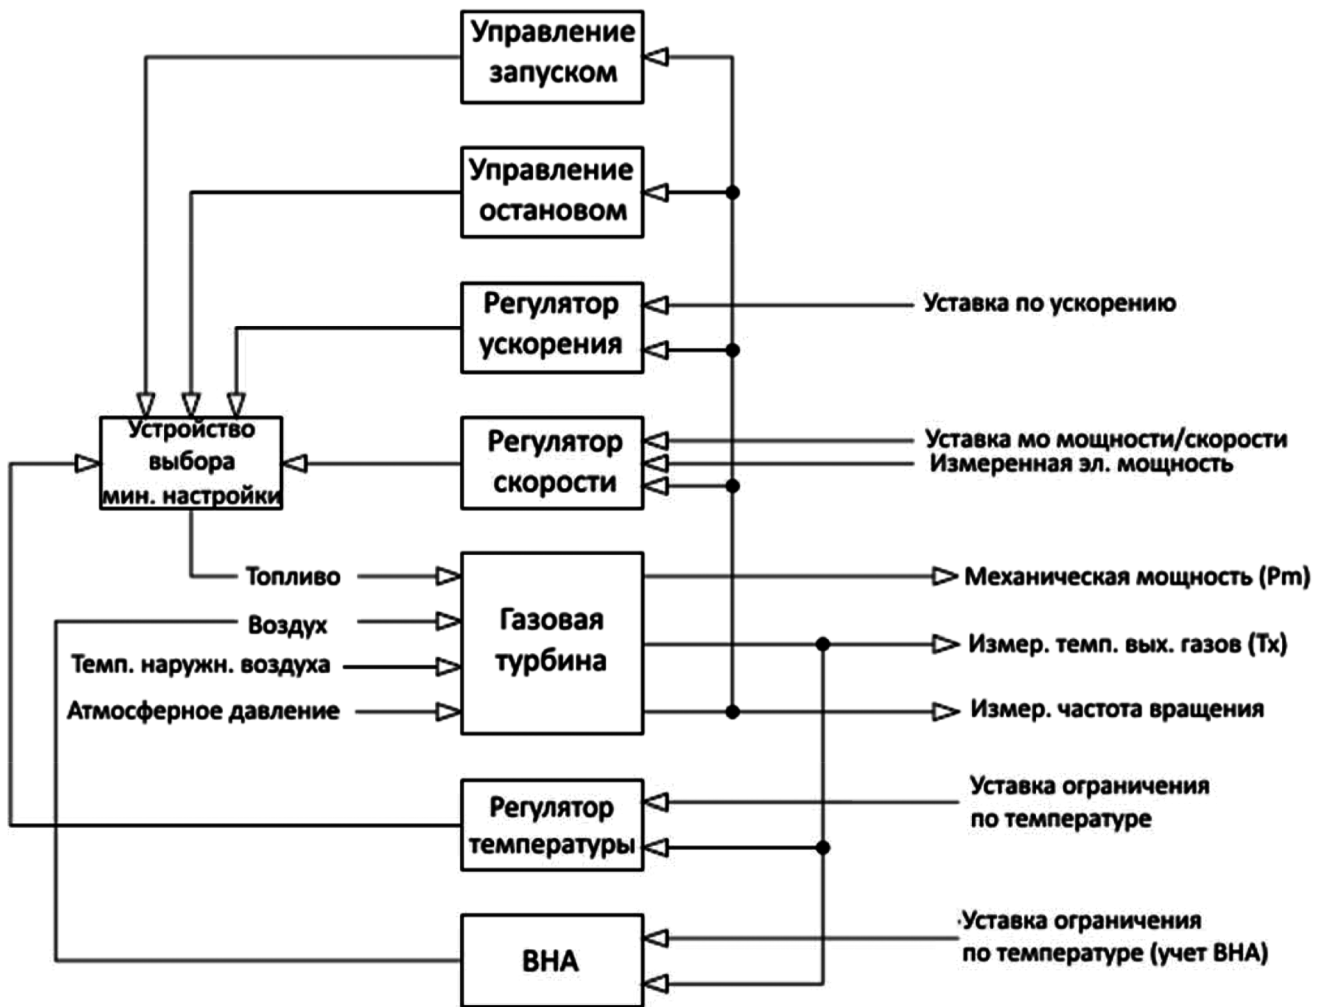 Управление
запуском
Управление
остановом
Регулятор
ускорения
Уставка по ускорению
Устройство
выбора
мин. настройки
Регулятор
скорости
Уставка мо мощности/скорости
Измеренная эл. мощность
Топливо
Воздух
Темп. наружн. воздуха
Атмосферное давление
Газовая
турбина
Механическая мощность (Pm)
Измер. темп. вых. газов (Tx)
Измер. частота вращения
Регулятор
температуры
Уставка ограничения
по температуре
ВНА
Уставка ограничения
по температуре (учет ВНА)